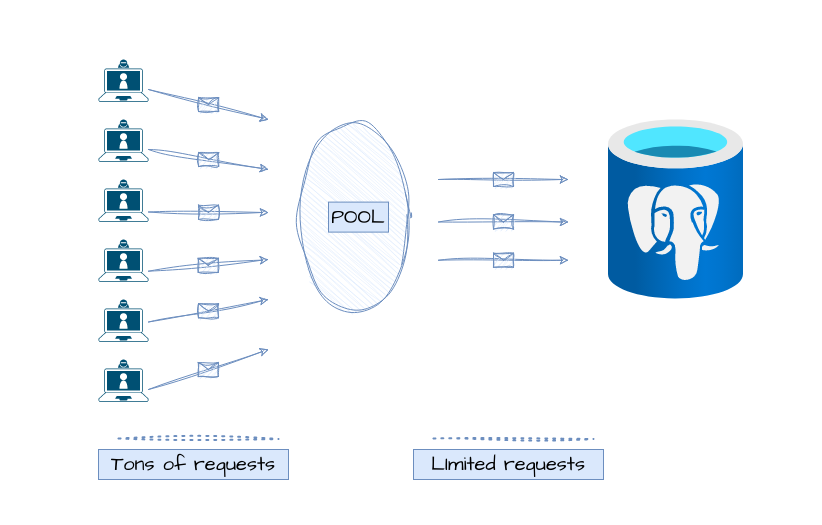 POOL
Tons of requests
LImited requests